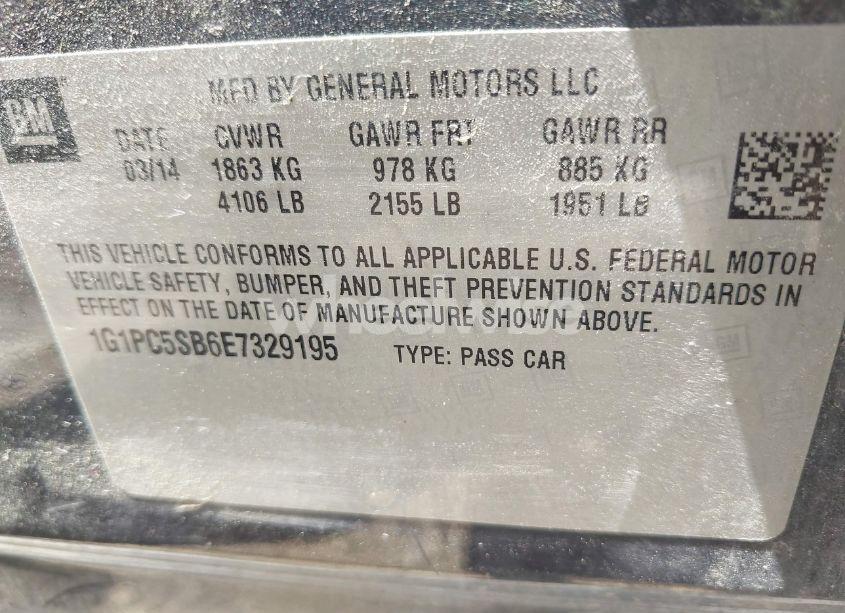 GM
MFD BY GENERAL MOTORS LLC
DATE GVWR GAWR FRT GAWR RR
03/14 1863 KG 978 KG 885 KG
4106 LB 2155 LB 1951 LB
THIS VEHICLE CONFORMS TO ALL APPLICABLE U.S. FEDERAL MOTOR
VEHICLE SAFETY, BUMPER, AND THEFT PREVENTION STANDARDS IN
EFFECT ON THE DATE OF MANUFACTURE SHOWN ABOVE.
1G1PC5SB6E7329195 TYPE: PASS CAR